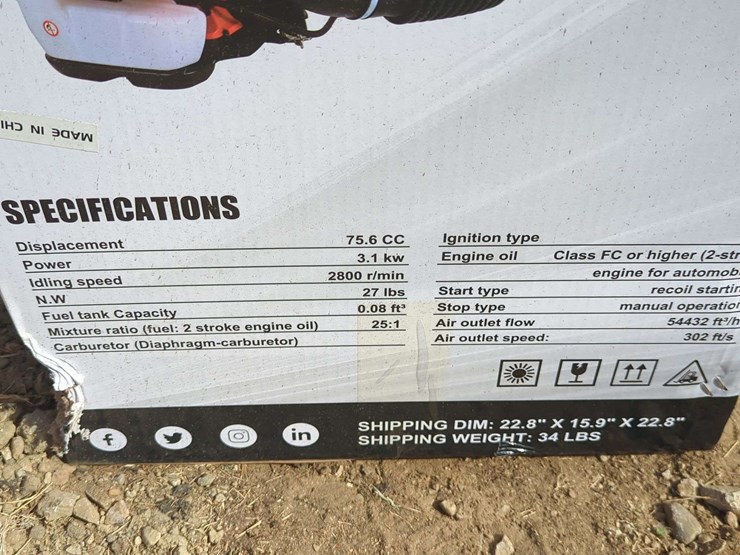 MADE IN CHI
SPECIFICATIONS
Displacement 75.6 CC
Power 3.1 kw
Idling speed 2800 r/min
N.W 27 lbs
Fuel tank Capacity 0.08 ft³
Mixture ratio (fuel: 2 stroke engine oil) 25:1
Carburetor (Diaphragm-carburetor)
Ignition type
Engine oil Class FC or higher (2-str
engine for automob
Start type recoil startin
Stop type manual operation
Air outlet flow 54432 ft³/h
Air outlet speed: 302 ft/s
f in
SHIPPING DIM: 22.8" X 15.9" X 22.8"
SHIPPING WEIGHT: 34 LBS